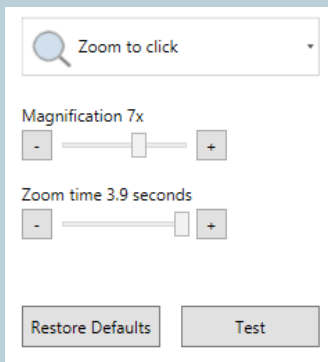 Zoom to click
Magnification 7x
- +
Zoom time 3.9 seconds
- +
Restore Defaults Test